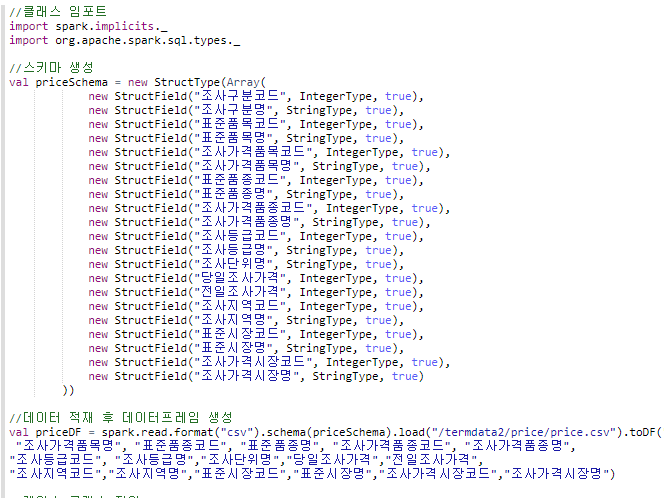 //클래스 임포트
import spark.implicits._
import org.apache.spark.sql.types._
//스키마 생성
val priceSchema = new StructType(Array(
new StructField("조사구분코드", IntegerType, true),
new StructField("조사구분명", StringType, true),
new StructField("표준품목코드", IntegerType, true),
new StructField("표준품목명", StringType, true),
new StructField("조사가격품목코드", IntegerType, true),
new StructField("조사가격품목명", StringType, true),
new StructField("표준품종코드", IntegerType, true),
new StructField("표준품종명", StringType, true),
new StructField("조사가격품종코드", IntegerType, true),
new StructField("조사가격품종명", StringType, true),
new StructField("조사등급코드", IntegerType, true),
new StructField("조사등급명", StringType, true),
new StructField("조사단위명", StringType, true),
new StructField("당일조사가격", IntegerType, true),
new StructField("전일조사가격", IntegerType, true),
new StructField("조사지역코드", IntegerType, true),
new StructField("조사지역명", StringType, true),
new StructField("표준시장코드", IntegerType, true),
new StructField("표준시장명", StringType, true),
new StructField("조사가격시장코드", IntegerType, true),
new StructField("조사가격시장명", StringType, true)
))
//데이터 적재 후 데이터프레임 생성
val priceDF = spark.read.format("csv").schema(priceSchema).load("/termdata2/price/price.csv").toDF(
"조사가격품목명", "표준품종코드", "표준품종명", "조사가격품종코드", "조사가격품종명",
"조사등급코드", "조사등급명","조사단위명","당일조사가격","전일조사가격",
"조사지역코드","조사지역명","표준시장코드","표준시장명","조사가격시장코드","조사가격시장명")